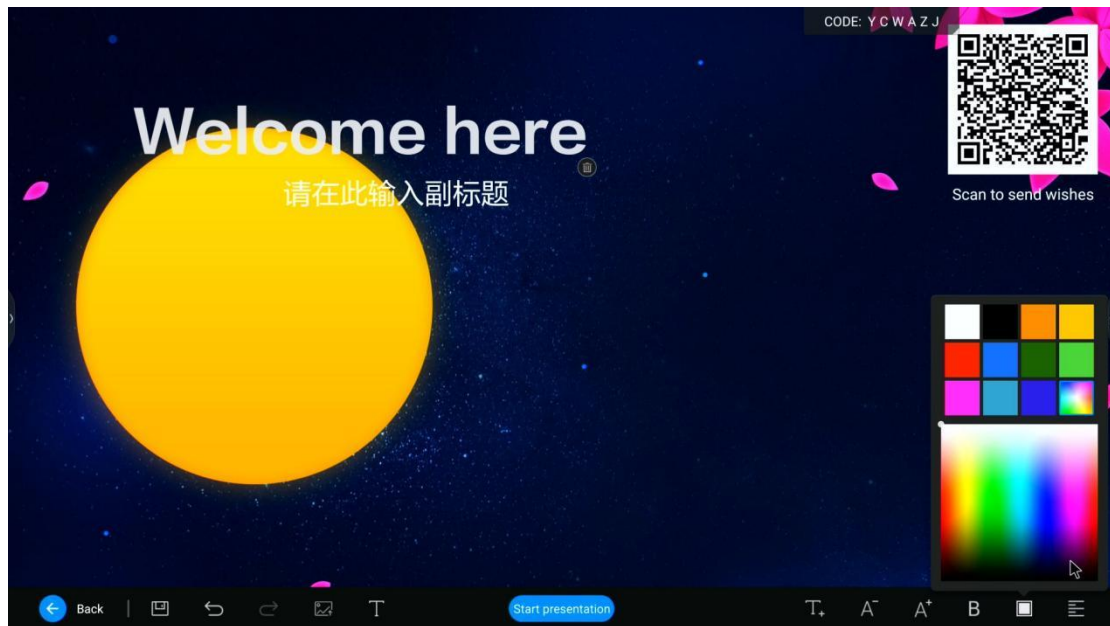 CODE: Y C W A Z J
Welcome here
请在此输入副标题
Scan to send wishes
Back
Start presentation
T+
A-
A+
B